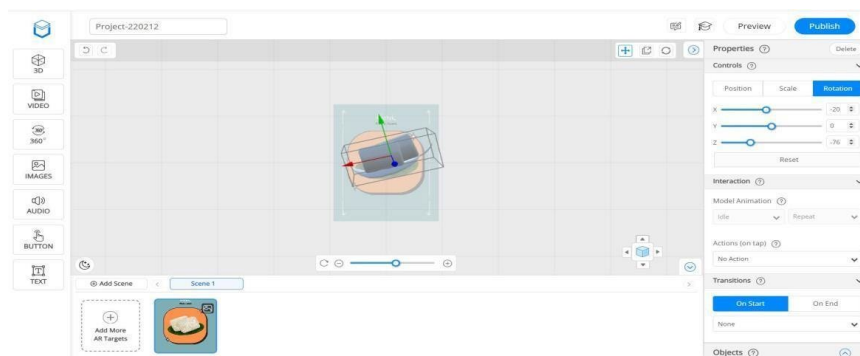 Project-220212
Preview
Publish
Properties
Delete
Controls
3D
VIDEO
360°
IMAGES
AUDIO
BUTTON
TEXT
Position Scale Rotation
X -20
Y 0
Z -76
Reset
Interaction
Model Animation
Idle Repeat
Actions (on tap)
No Action
Transitions
On Start On End
None
Objects
Add Scene
Scene 1
Add More
AR Targets